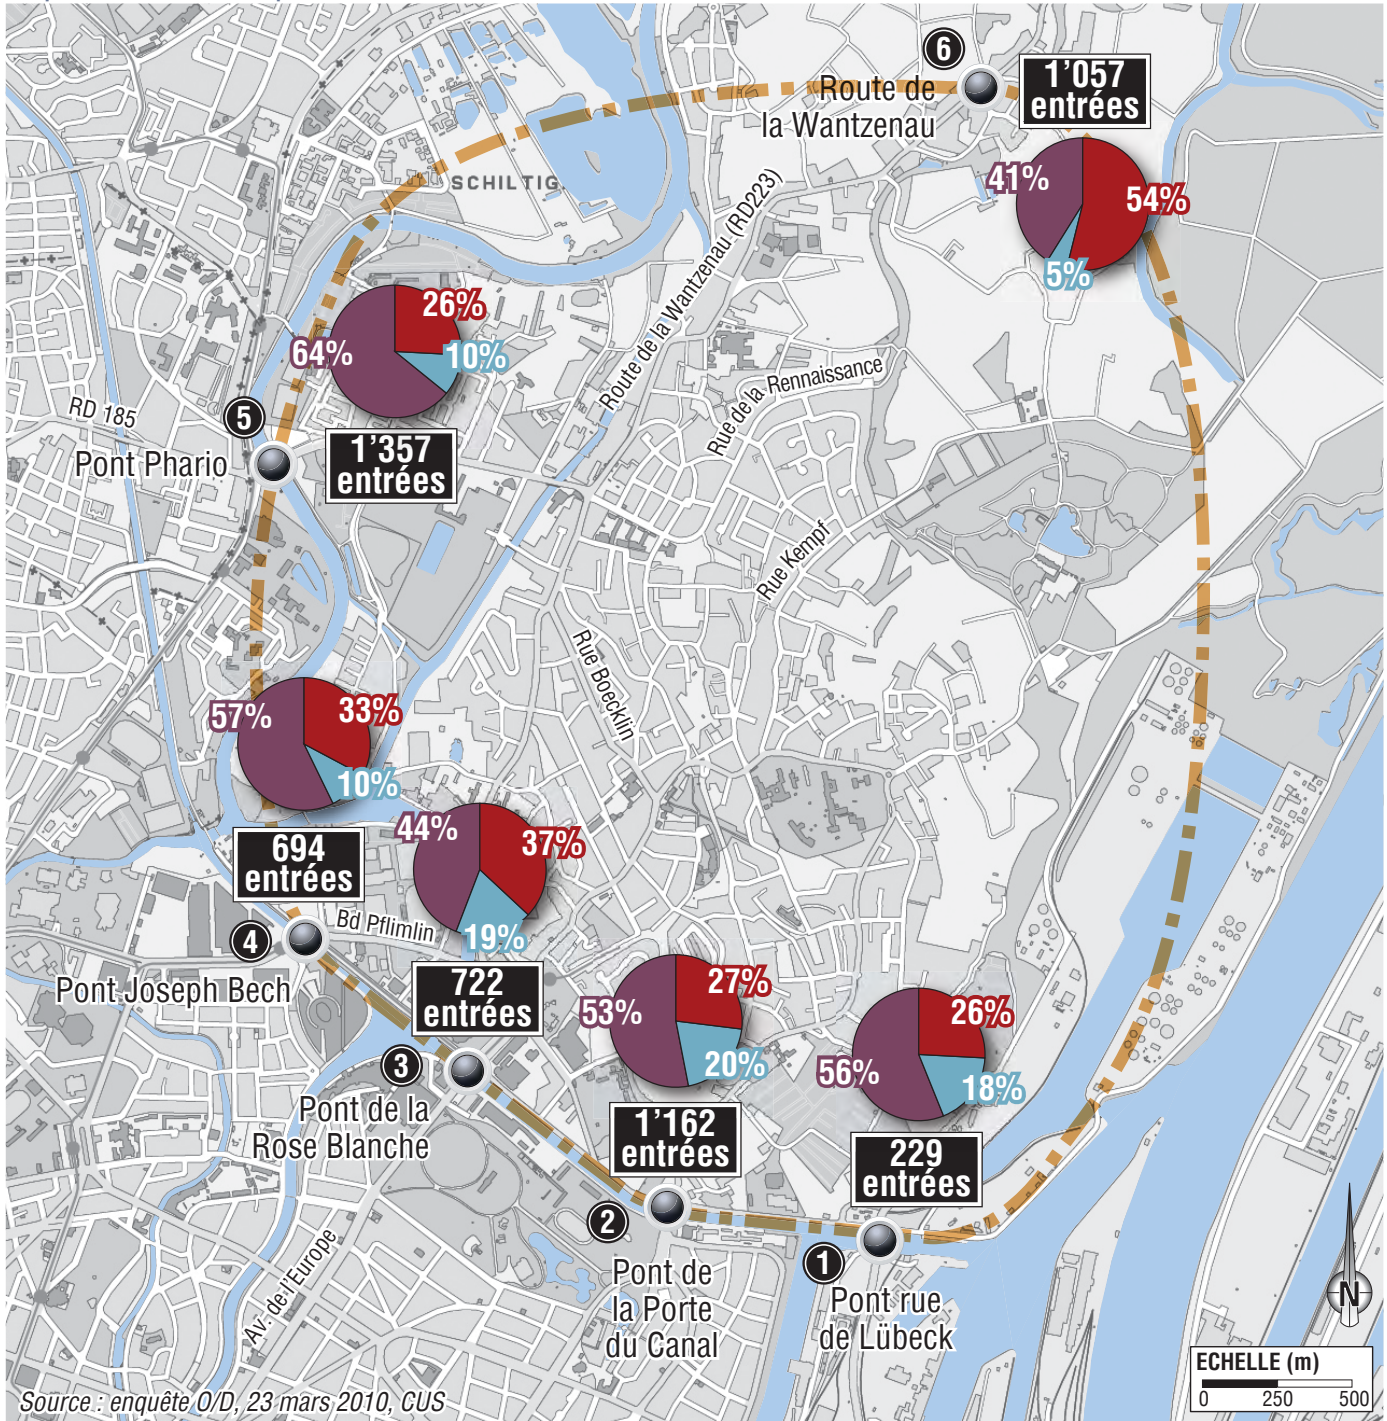 6
Route de
la Wantzenau
1'057
entrées
41%
54%
5%
SCHILTIG
Route de la Wantzenau (RD223)
26%
64%
10%
Rue de la Rennaissance
RD 185
5
Pont Phario
1'357
entrées
Rue Kempf
Rue Boecklin
57%
33%
10%
694
entrées
44%
37%
19%
4
Bd Pflimlin
Pont Joseph Bech
722
entrées
27%
53%
20%
26%
56%
18%
3
Pont de la
Rose Blanche
1'162
entrées
229
entrées
2
Pont de
la Porte
du Canal
1
Pont rue
de Lübeck
Av. de l'Europe
N
ECHELLE (m)
0 250 500
Source : enquête O/D, 23 mars 2010, CUS